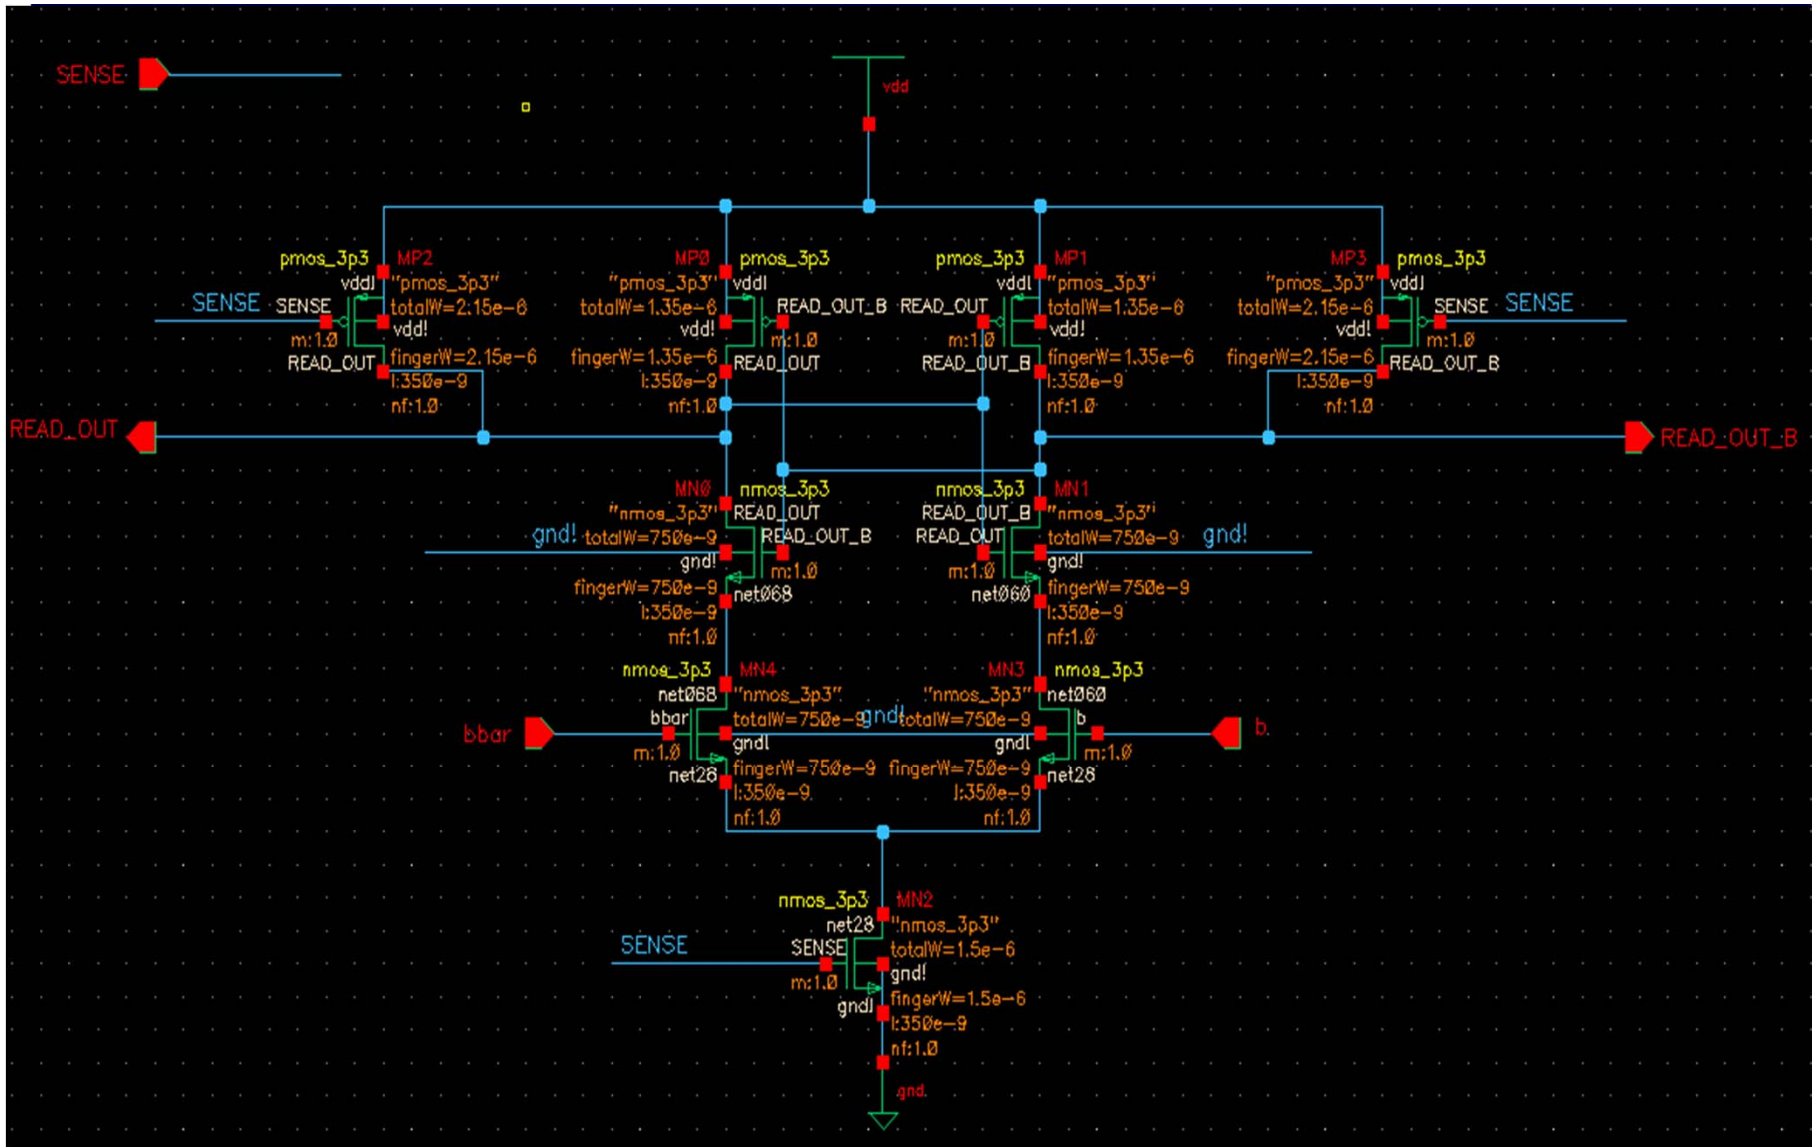 SENSE
vdd
pmos_3p3 MP2
vdd!
"pmos_3p3"
totalW=2.15e-6
SENSE SENSE
vdd!
m:1.0
READ_OUT
fingerW=2.15e-6
l:350e-9
nf:1.0
MP0 pmos_3p3
"pmos_3p3" vdd!
totalW=1.35e-6
READ_OUT_B
vdd!
m:1.0
fingerW=1.35e-6 READ_OUT
l:350e-9
nf:1.0
pmos_3p3 MP1
vdd! "pmos_3p3"
READ_OUT totalW=1.35e-6
vdd!
m:1.0
READ_OUT_B fingerW=1.35e-6
l:350e-9
nf:1.0
MP3 pmos_3p3
"pmos_3p3" vdd!
totalW=2.15e-6 SENSE SENSE
vdd!
m:1.0
fingerW=2.15e-6 READ_OUT_B
l:350e-9
nf:1.0
READ_OUT
READ_OUT_B
MN0 nmos_3p3
"nmos_3p3" READ_OUT
gnd! totalW=750e-9 READ_OUT_B
gnd!
m:1.0
fingerW=750e-9 net068
l:350e-9
nf:1.0
nmos_3p3 MN1
READ_OUT_B "nmos_3p3"
READ_OUT totalW=750e-9 gnd!
gnd!
m:1.0
net060 fingerW=750e-9
l:350e-9
nf:1.0
nmos_3p3 MN4
net068 "nmos_3p3"
bbar totalW=750e-9 gnd!
bbar
gnd!
m:1.0
net28 fingerW=750e-9
l:350e-9
nf:1.0
MN3 nmos_3p3
"nmos_3p3" net060
totalW=750e-9 b
b
gnd!
m:1.0
fingerW=750e-9 net28
l:350e-9
nf:1.0
nmos_3p3 MN2
net28 "nmos_3p3"
SENSE SENSE totalW=1.5e-6
gnd!
m:1.0
gnd! fingerW=1.5e-6
l:350e-9
nf:1.0
gnd